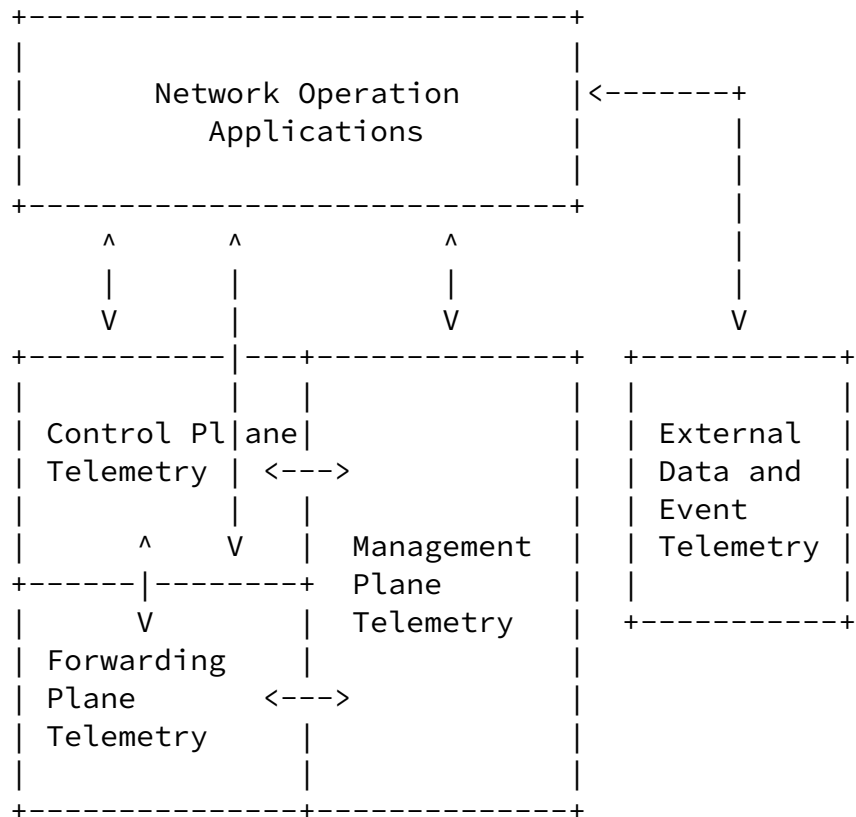 Network Operation
Applications
Control Plane
Telemetry
External
Data and
Event
Telemetry
Management
Plane
Telemetry
Forwarding
Plane
Telemetry